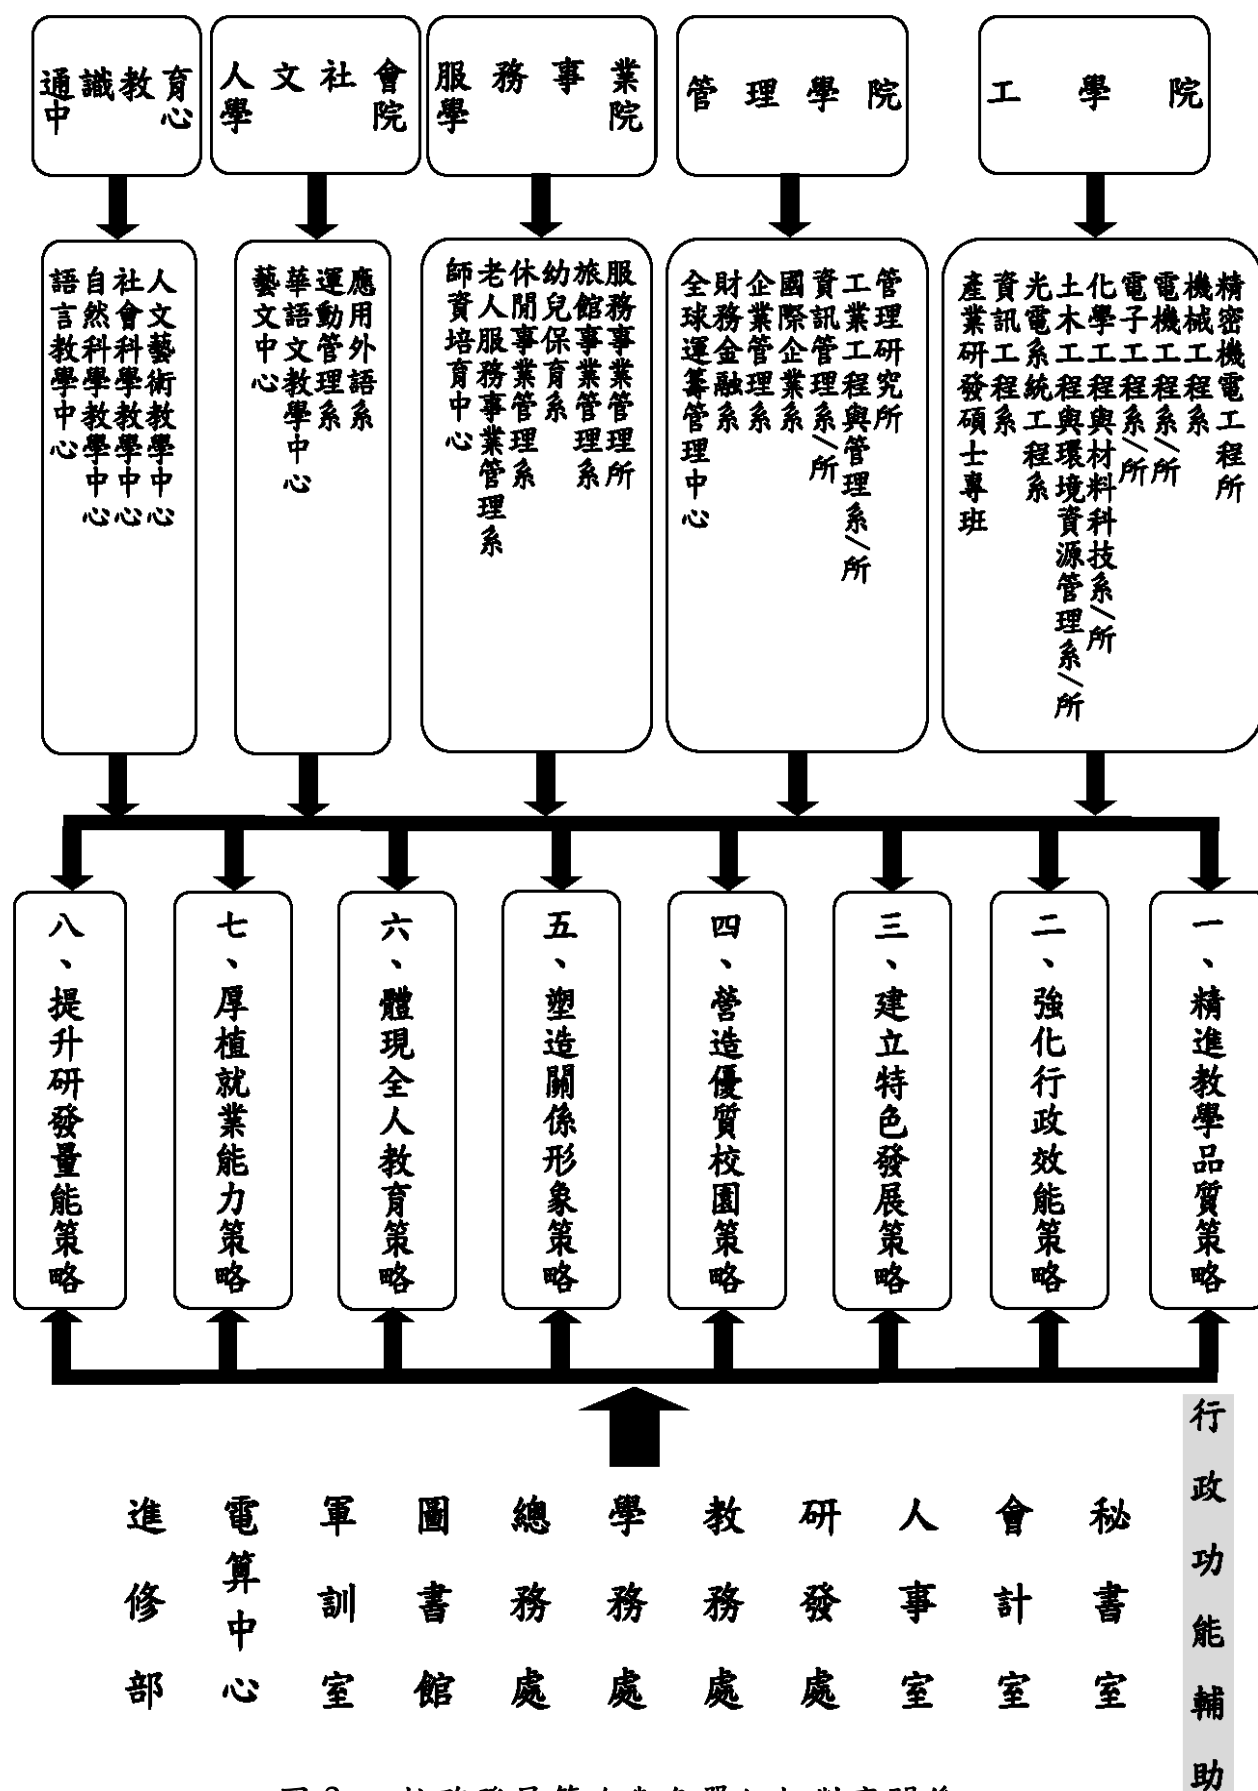 工學院
管理學院
服務事業
學院
人文社會
學院
通識教育
中心
精密機電工程所
機械工程系
電機工程系/所
電子工程系/所
化學工程與材料科技系/所
土木工程與環境資源管理系/所
光電系統工程系
資訊工程系
產業研發碩士專班
管理研究所
工業工程與管理系/所
資訊管理系/所
國際企業系
企業管理系
財務金融系
全球運籌管理中心
服務事業管理所
旅館事業管理系
幼兒保育系
休閒事業管理系
老人服務事業管理系
師資培育中心
應用外語系
運動管理系
華語文教學中心
藝文中心
人文藝術教學中心
社會科學教學中心
自然科學教學中心
語言教學中心
一、精進教學品質策略
二、強化行政效能策略
三、建立特色發展策略
四、營造優質校園策略
五、塑造關係形象策略
六、體現全人教育策略
七、厚植就業能力策略
八、提升研發量能策略
行政功能輔助
秘書室
會計室
人事室
研發處
教務處
學務處
總務處
圖書館
軍訓室
電算中心
進修部